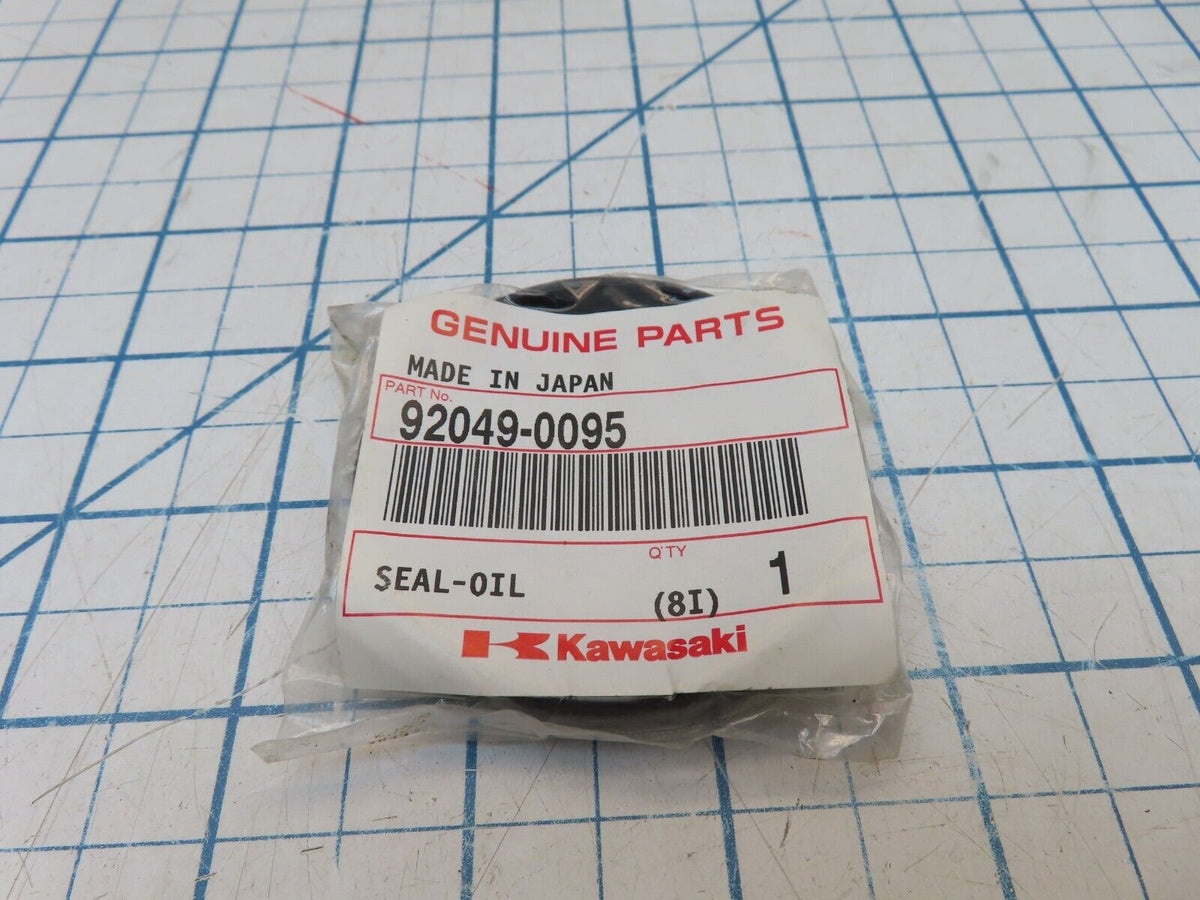 GENUINE PARTS
MADE IN JAPAN
PART No.
92049-0095
Q'TY
SEAL-OIL (8I) 1
Kawasaki